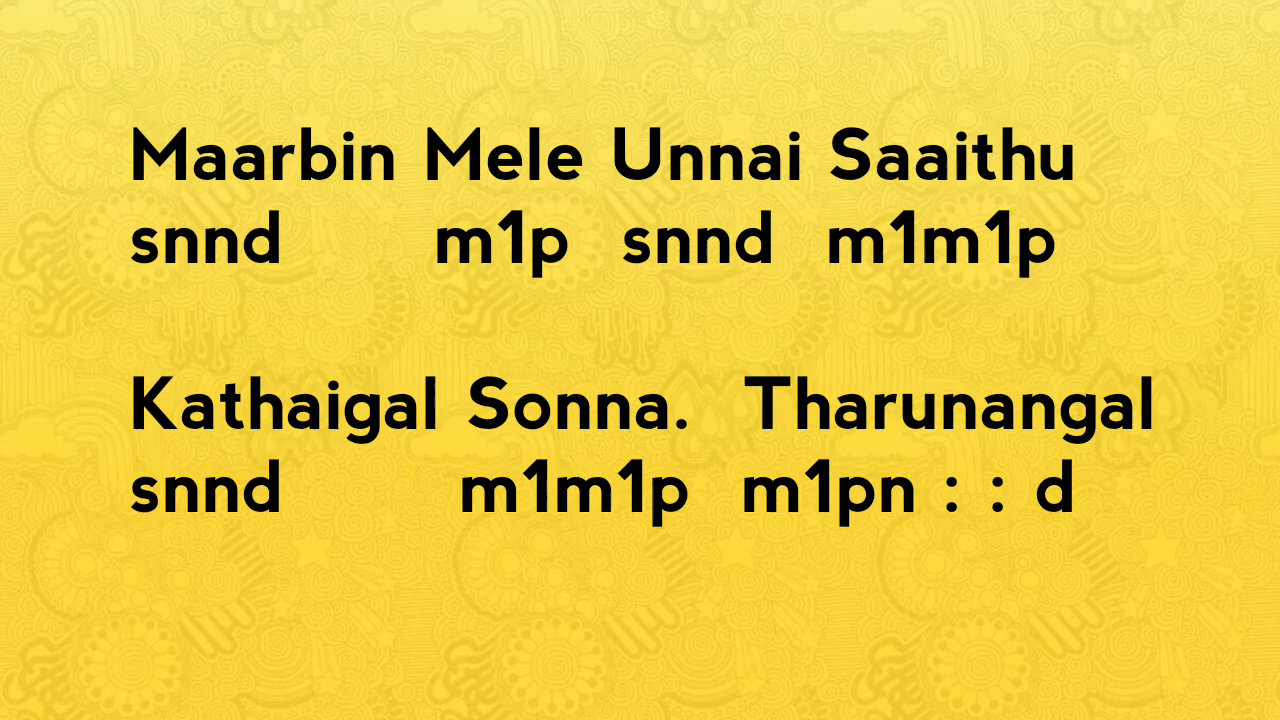 Maarbin Mele Unnai Saaithu
snnd m1p snnd m1m1p
Kathaigal Sonna. Tharunangal
snnd m1m1p m1pn : : d